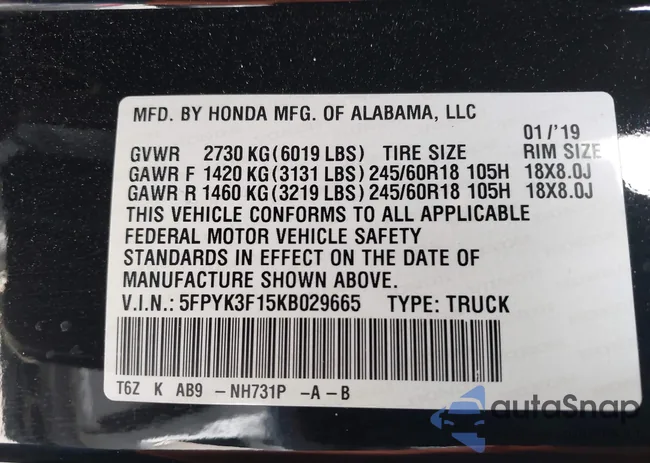 MFD. BY HONDA MFG. OF ALABAMA, LLC
01/'19
GVWR 2730 KG(6019 LBS) TIRE SIZE RIM SIZE
GAWR F 1420 KG(3131 LBS)245/60R18 105H 18X8.0J
GAWR R 1460 KG(3219 LBS)245/60R18 105H 18X8.0J
THIS VEHICLE CONFORMS TO ALL APPLICABLE
FEDERAL MOTOR VEHICLE SAFETY
STANDARDS IN EFFECT ON THE DATE OF
MANUFACTURE SHOWN ABOVE.
V.I.N.: 5FPYK3F15KB029665 TYPE: TRUCK
T6Z K AB9 -NH731P -A-B
autoSnap